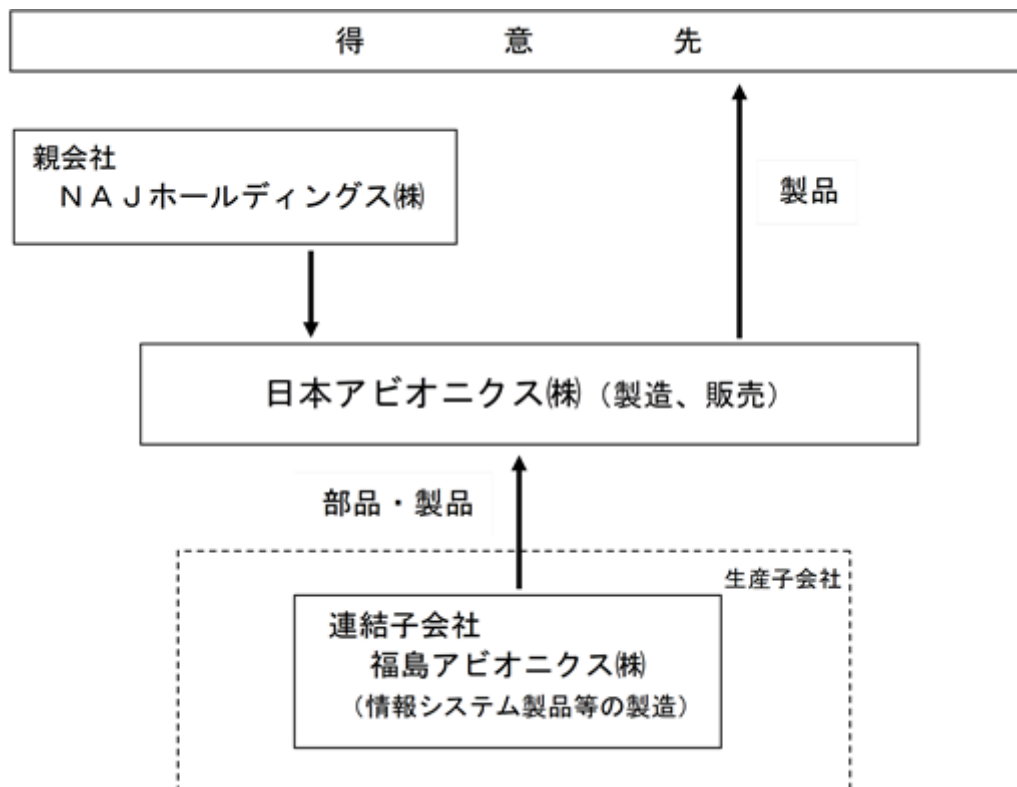 得意先
親会社
ＮＡＪホールディングス㈱
製品
日本アビオニクス㈱（製造、販売）
部品・製品
生産子会社
連結子会社
福島アビオニクス㈱
（情報システム製品等の製造）